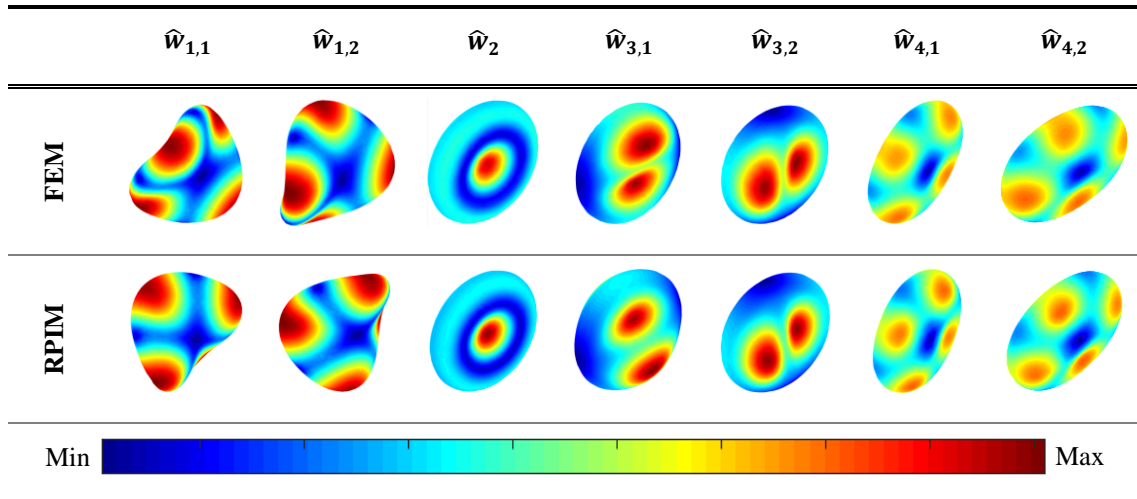 ŵ₁,₁ ŵ₁,₂ ŵ₂ ŵ₃,₁ ŵ₃,₂ ŵ₄,₁ ŵ₄,₂
FEM
RPIM
Min Max